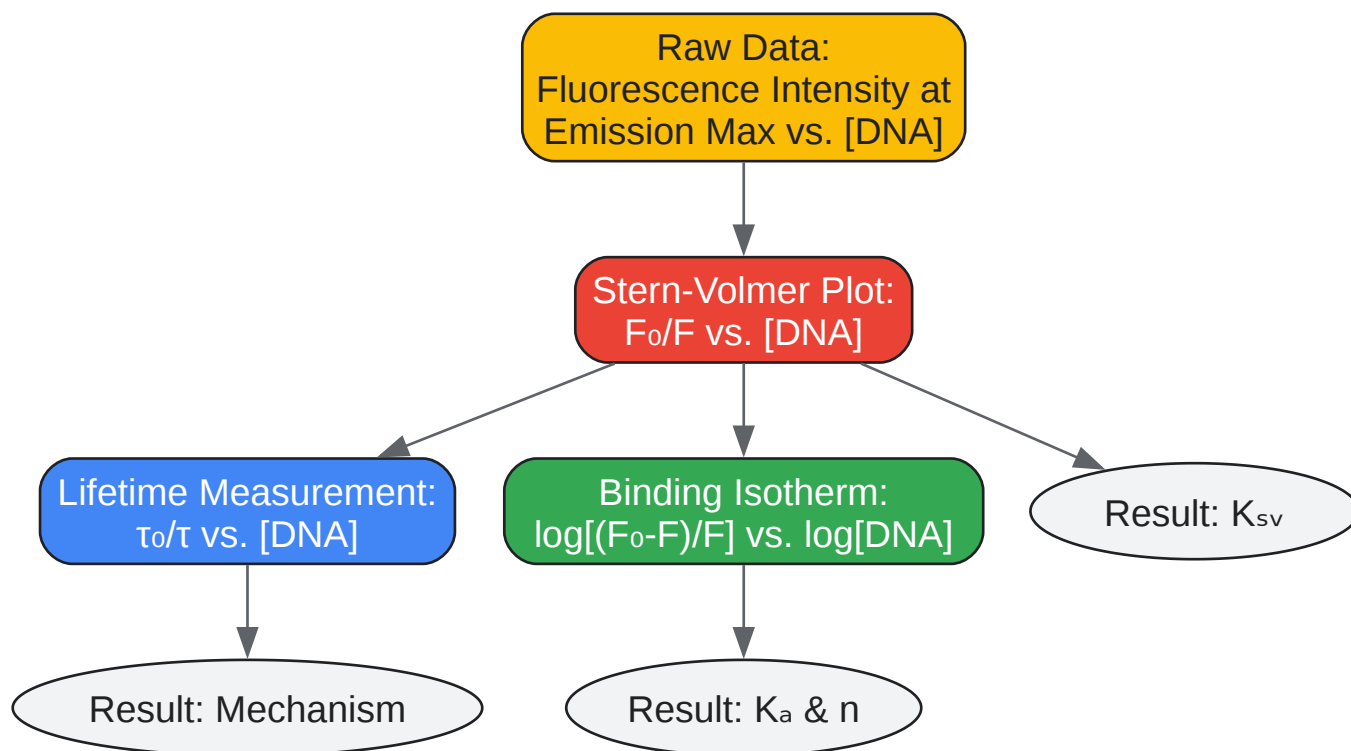 Raw Data:
Fluorescence Intensity at
Emission Max vs. [DNA]
Stern-Volmer Plot:
F₀/F vs. [DNA]
Lifetime Measurement:
τ₀/τ vs. [DNA]
Binding Isotherm:
log[(F₀-F)/F] vs. log[DNA]
Result: Kₛᵥ
Result: Mechanism
Result: Kₐ & n